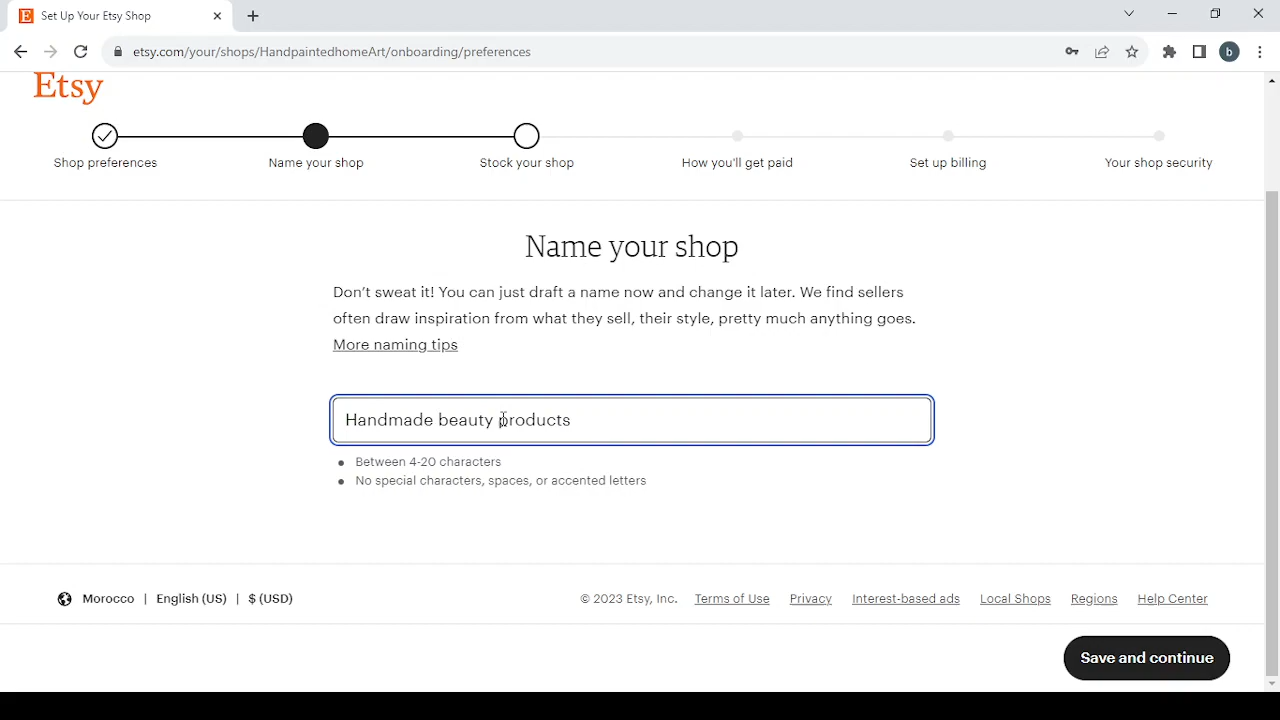 Set Up Your Etsy Shop
etsy.com/your/shops/HandpaintedhomeArt/onboarding/preferences
b
Etsy
Shop preferences
Name your shop
Stock your shop
How you'll get paid
Set up billing
Your shop security
Name your shop
Don't sweat it! You can just draft a name now and change it later. We find sellers
often draw inspiration from what they sell, their style, pretty much anything goes.
More naming tips
Handmade beauty products
Between 4-20 characters
No special characters, spaces, or accented letters
Morocco | English (US) | $ (USD)
© 2023 Etsy, Inc. Terms of Use Privacy Interest-based ads Local Shops Regions Help Center
Save and continue